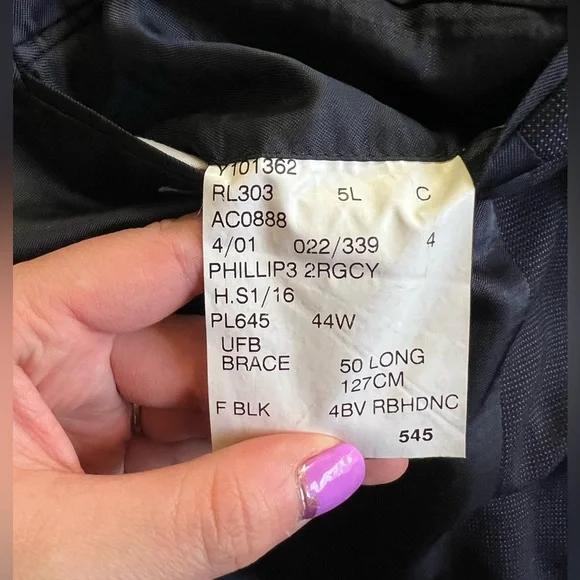 Y101362
RL303 5L C
AC0888
4/01 022/339 4
PHILLIP3 2RGCY
H.S1/16
PL645 44W
UFB
BRACE 50 LONG
127CM
F BLK 4BV RBHDNC
545